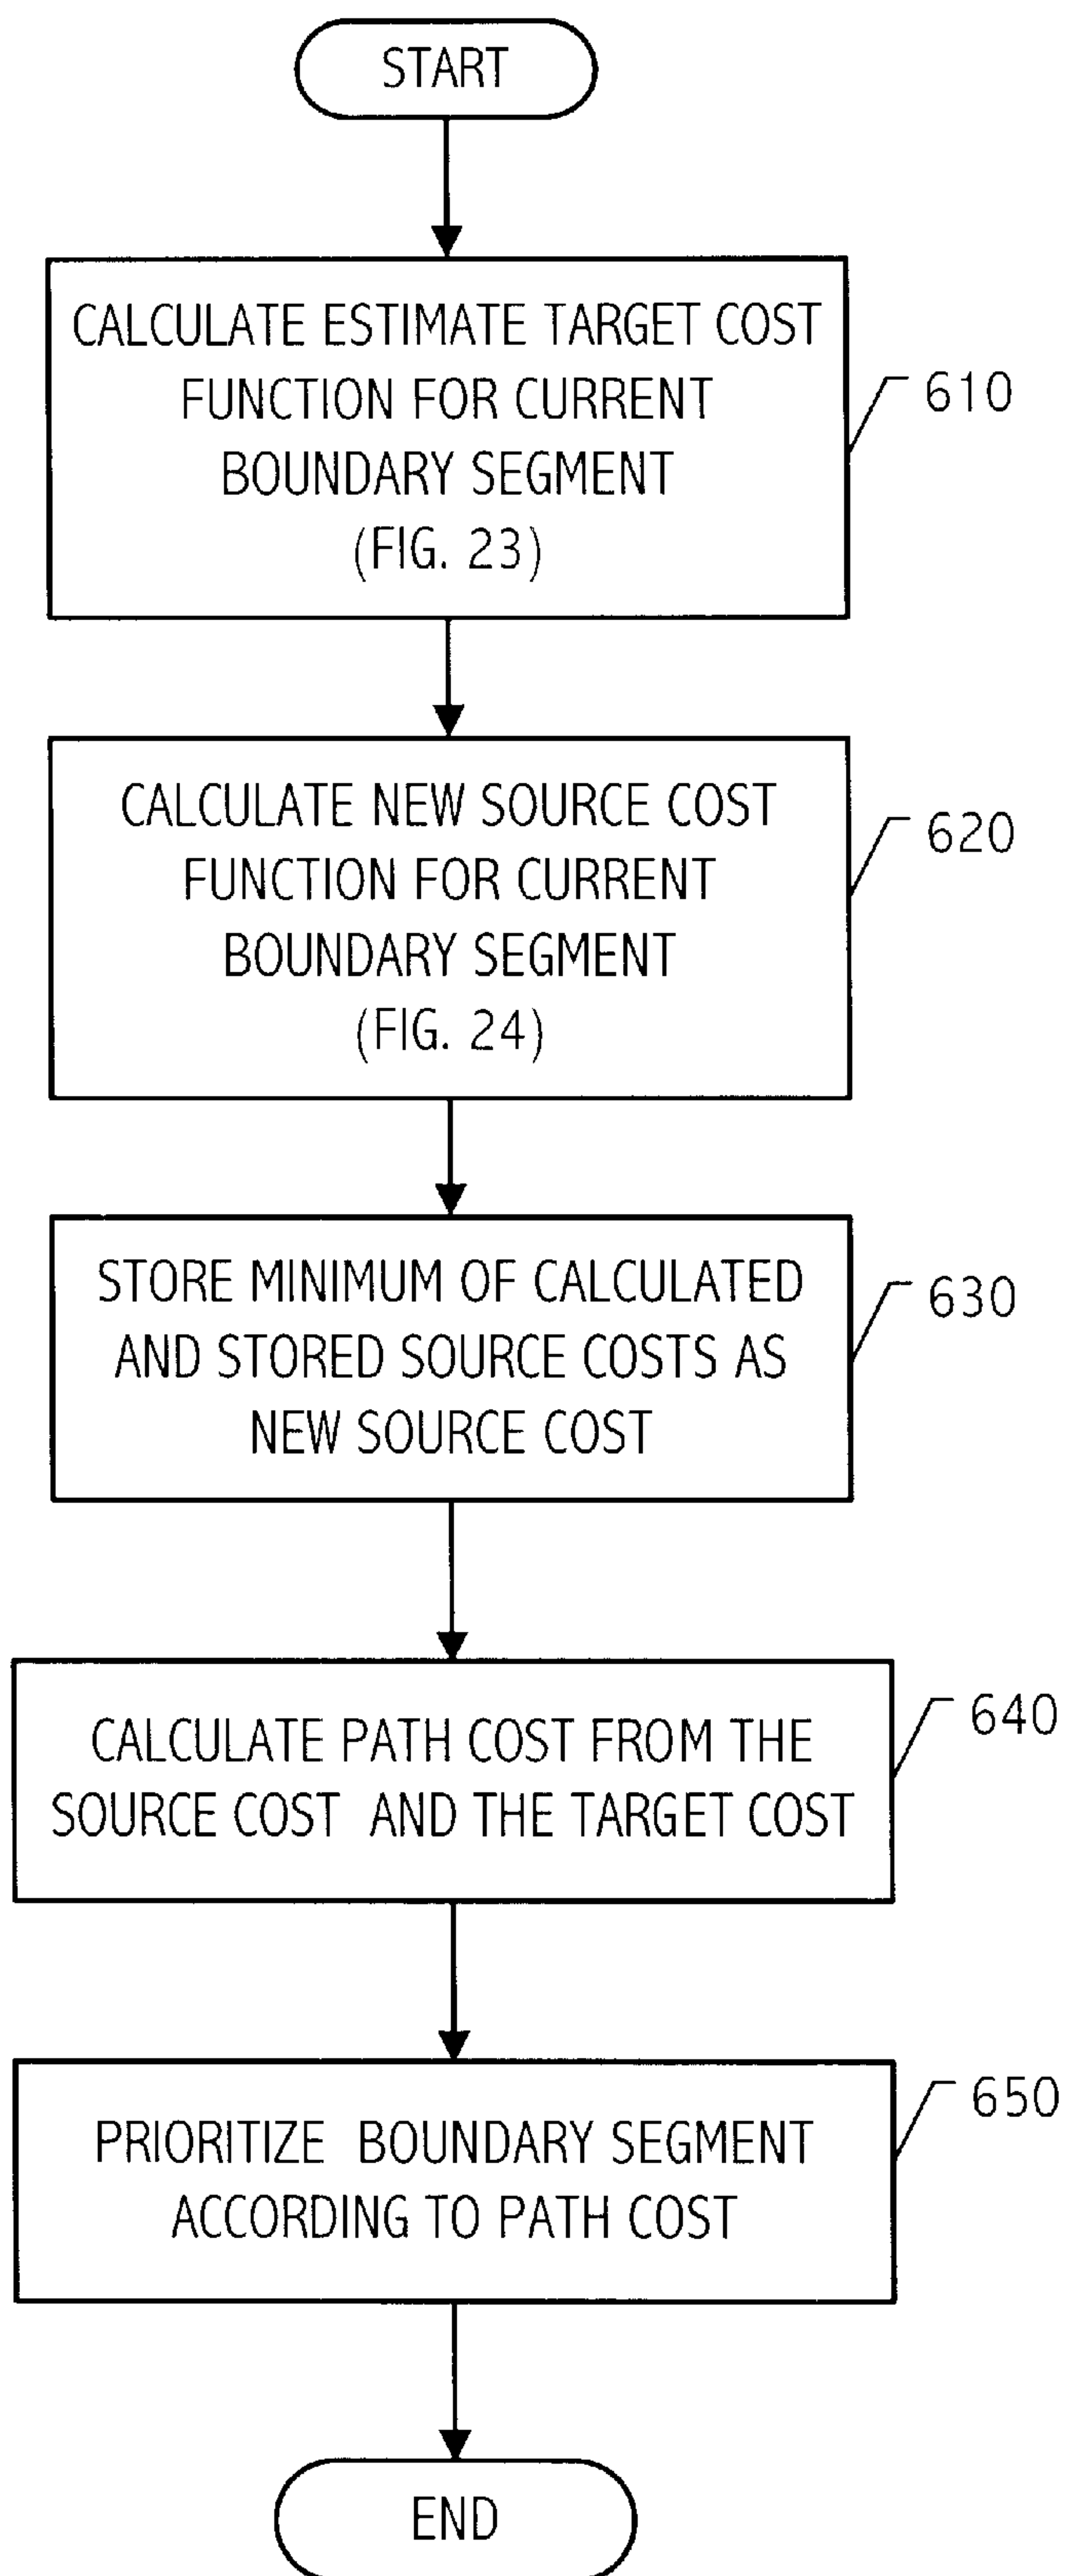 START
CALCULATE ESTIMATE TARGET COST
FUNCTION FOR CURRENT
BOUNDARY SEGMENT
(FIG. 23)
610
CALCULATE NEW SOURCE COST
FUNCTION FOR CURRENT
BOUNDARY SEGMENT
(FIG. 24)
620
STORE MINIMUM OF CALCULATED
AND STORED SOURCE COSTS AS
NEW SOURCE COST
630
CALCULATE PATH COST FROM THE
SOURCE COST AND THE TARGET COST
640
PRIORITIZE BOUNDARY SEGMENT
ACCORDING TO PATH COST
650
END